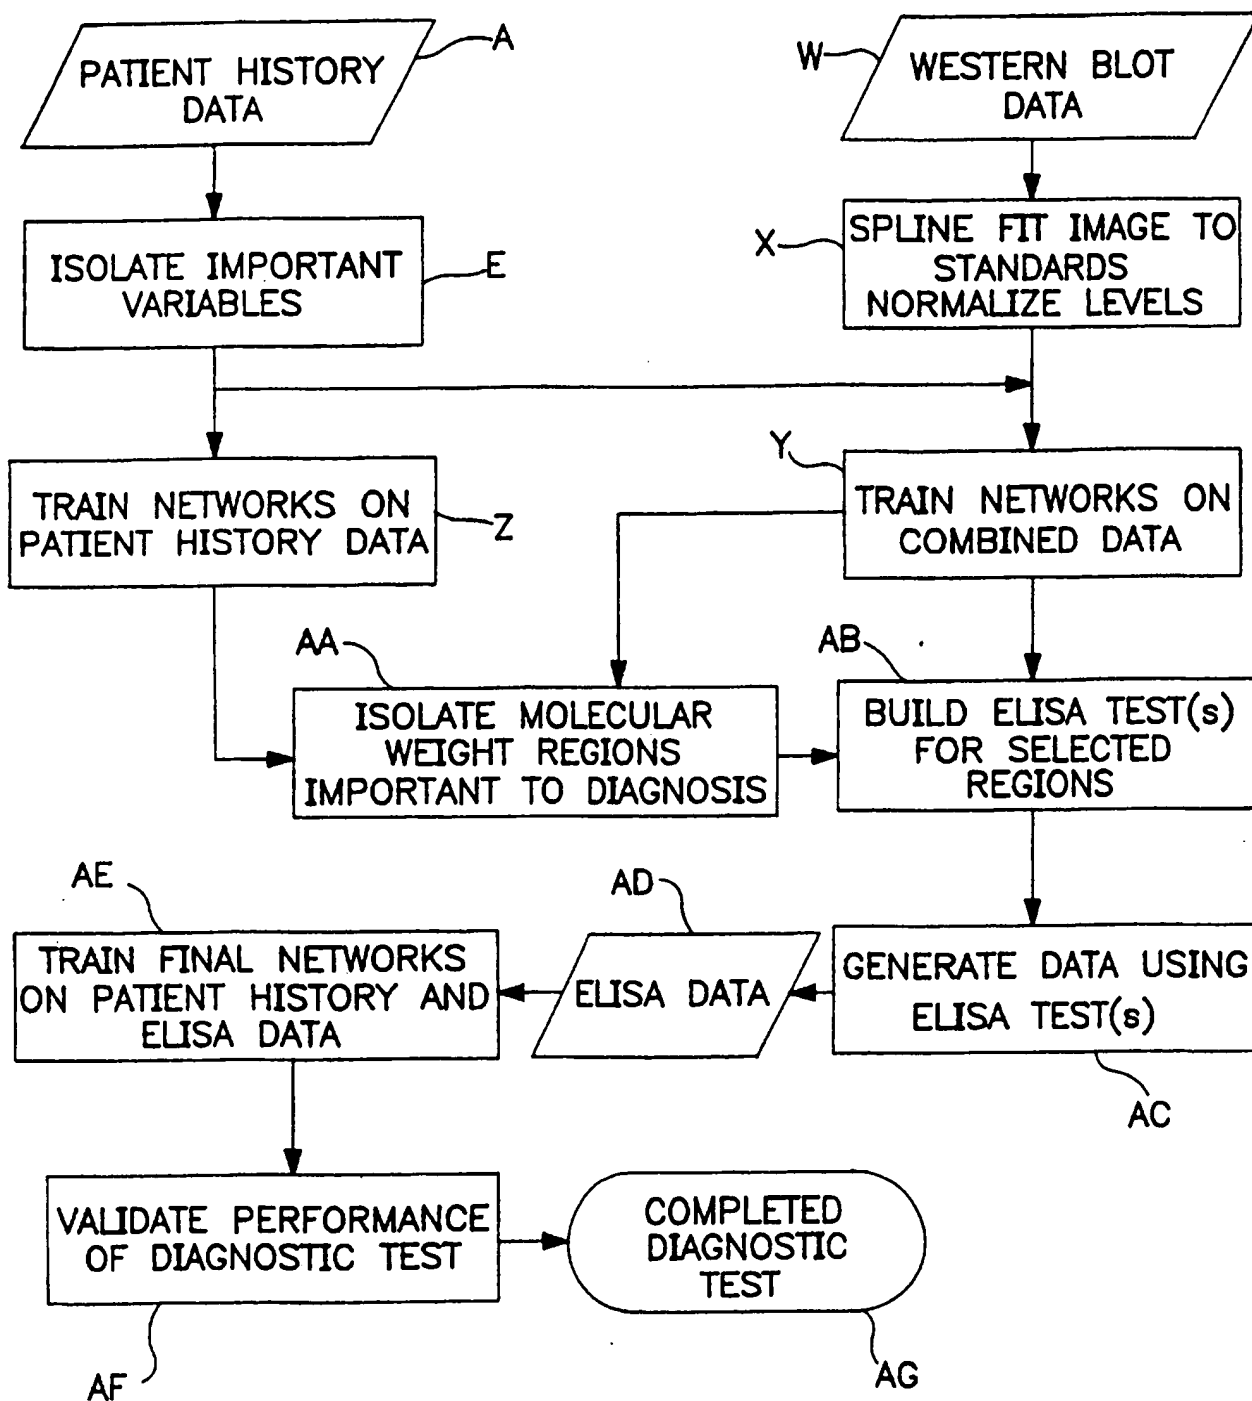 PATIENT HISTORY
DATA
A
WESTERN BLOT
DATA
W
ISOLATE IMPORTANT
VARIABLES
E
SPLINE FIT IMAGE TO
STANDARDS
NORMALIZE LEVELS
X
TRAIN NETWORKS ON
PATIENT HISTORY DATA
Z
TRAIN NETWORKS ON
COMBINED DATA
Y
AA
ISOLATE MOLECULAR
WEIGHT REGIONS
IMPORTANT TO DIAGNOSIS
AB
BUILD ELISA TEST(s)
FOR SELECTED
REGIONS
AE
TRAIN FINAL NETWORKS
ON PATIENT HISTORY AND
ELISA DATA
AD
ELISA DATA
GENERATE DATA USING
ELISA TEST(s)
AC
VALIDATE PERFORMANCE
OF DIAGNOSTIC TEST
AF
COMPLETED
DIAGNOSTIC
TEST
AG